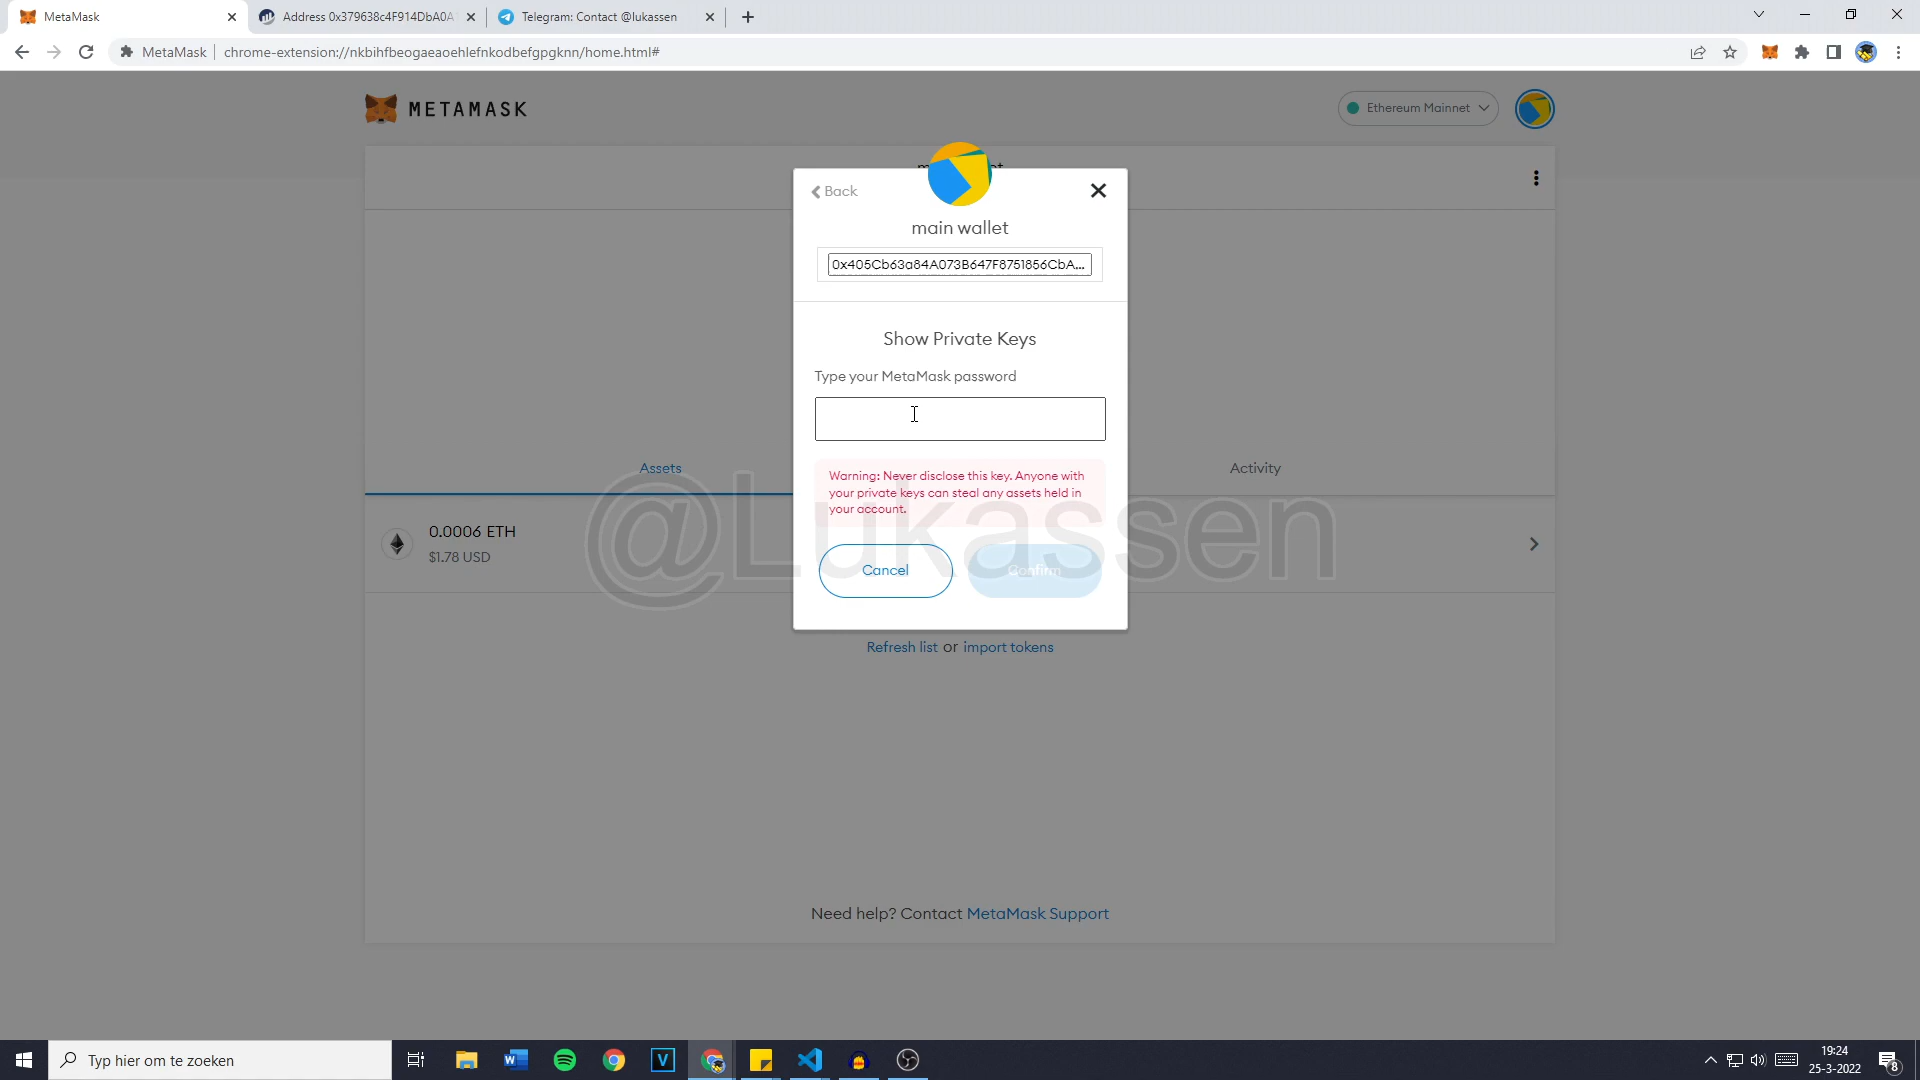 MetaMask
Address 0x379638c4F914DbA0A
Telegram: Contact @lukassen
MetaMask
chrome-extension://nkbihfbeogaeaoehlefnkodbefgpgknn/home.html#
METAMASK
Ethereum Mainnet
Back
main wallet
0x405Cb63a84A073B647F8751856CbA...
Show Private Keys
Type your MetaMask password
Assets
Activity
Warning: Never disclose this key. Anyone with
your private keys can steal any assets held in
your account.
@Lukassen
0.0006 ETH
$1.78 USD
Cancel
Confirm
Refresh list or import tokens
Need help? Contact MetaMask Support
Typ hier om te zoeken
19:24
25-3-2022
8